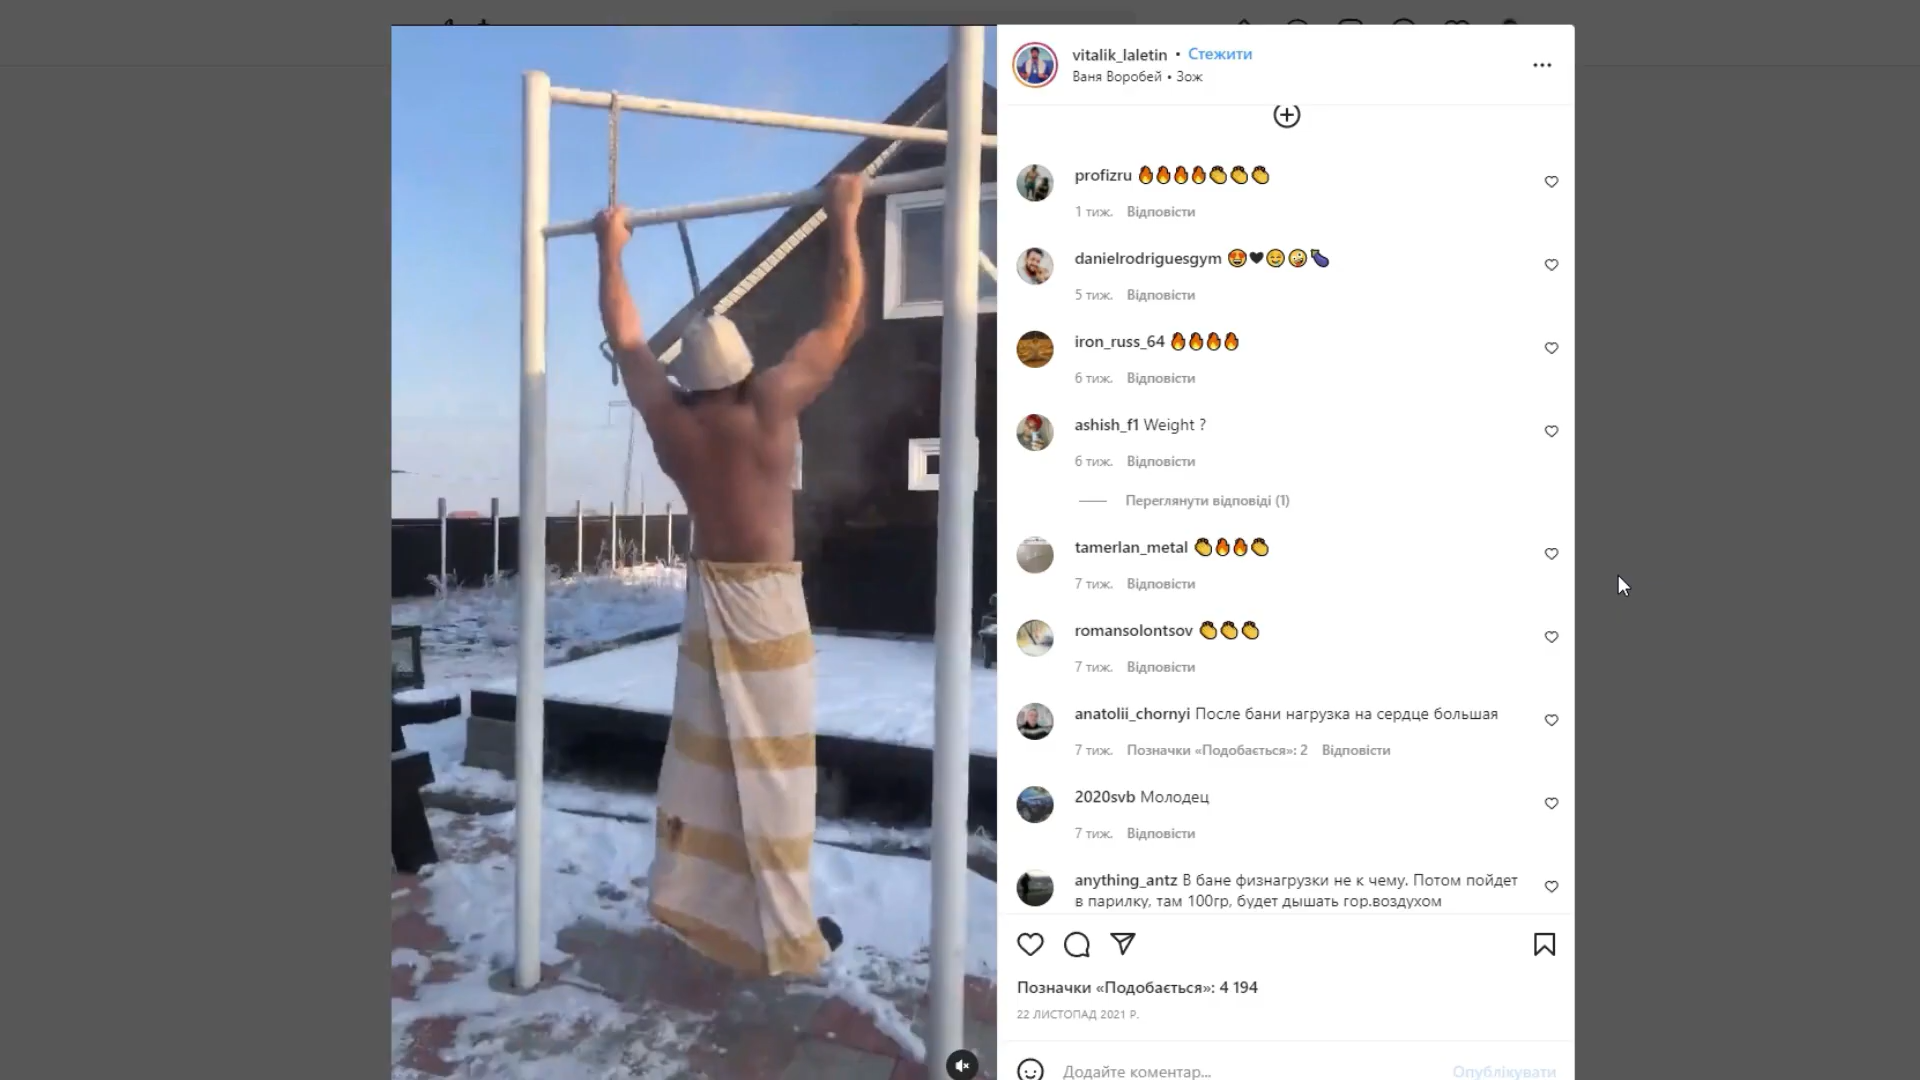 vitalik_laletin • Стежити
Ваня Воробей • Зож
profizru 🔥🔥🔥🔥👏👏👏
1 тиж. Відповісти
danielrodriguesgym 😍🖤😊🤪🍆
5 тиж. Відповісти
iron_russ_64 🔥🔥🔥🔥
6 тиж. Відповісти
ashish_f1 Weight ?
6 тиж. Відповісти
Переглянути відповіді (1)
tamerlan_metal 👏🔥🔥👏
7 тиж. Відповісти
romansolontsov 👏👏👏
7 тиж. Відповісти
anatolii_chornyi После бани нагрузка на сердце большая
7 тиж. Позначки «Подобається»: 2 Відповісти
2020svb Молодец
7 тиж. Відповісти
anything_antz В бане физнагрузки не к чему. Потом пойдет
в парилку, там 100гр, будет дышать гор.воздухом
Позначки «Подобається»: 4 194
22 ЛИСТОПАД 2021 Р.
Додайте коментар... Опублікувати